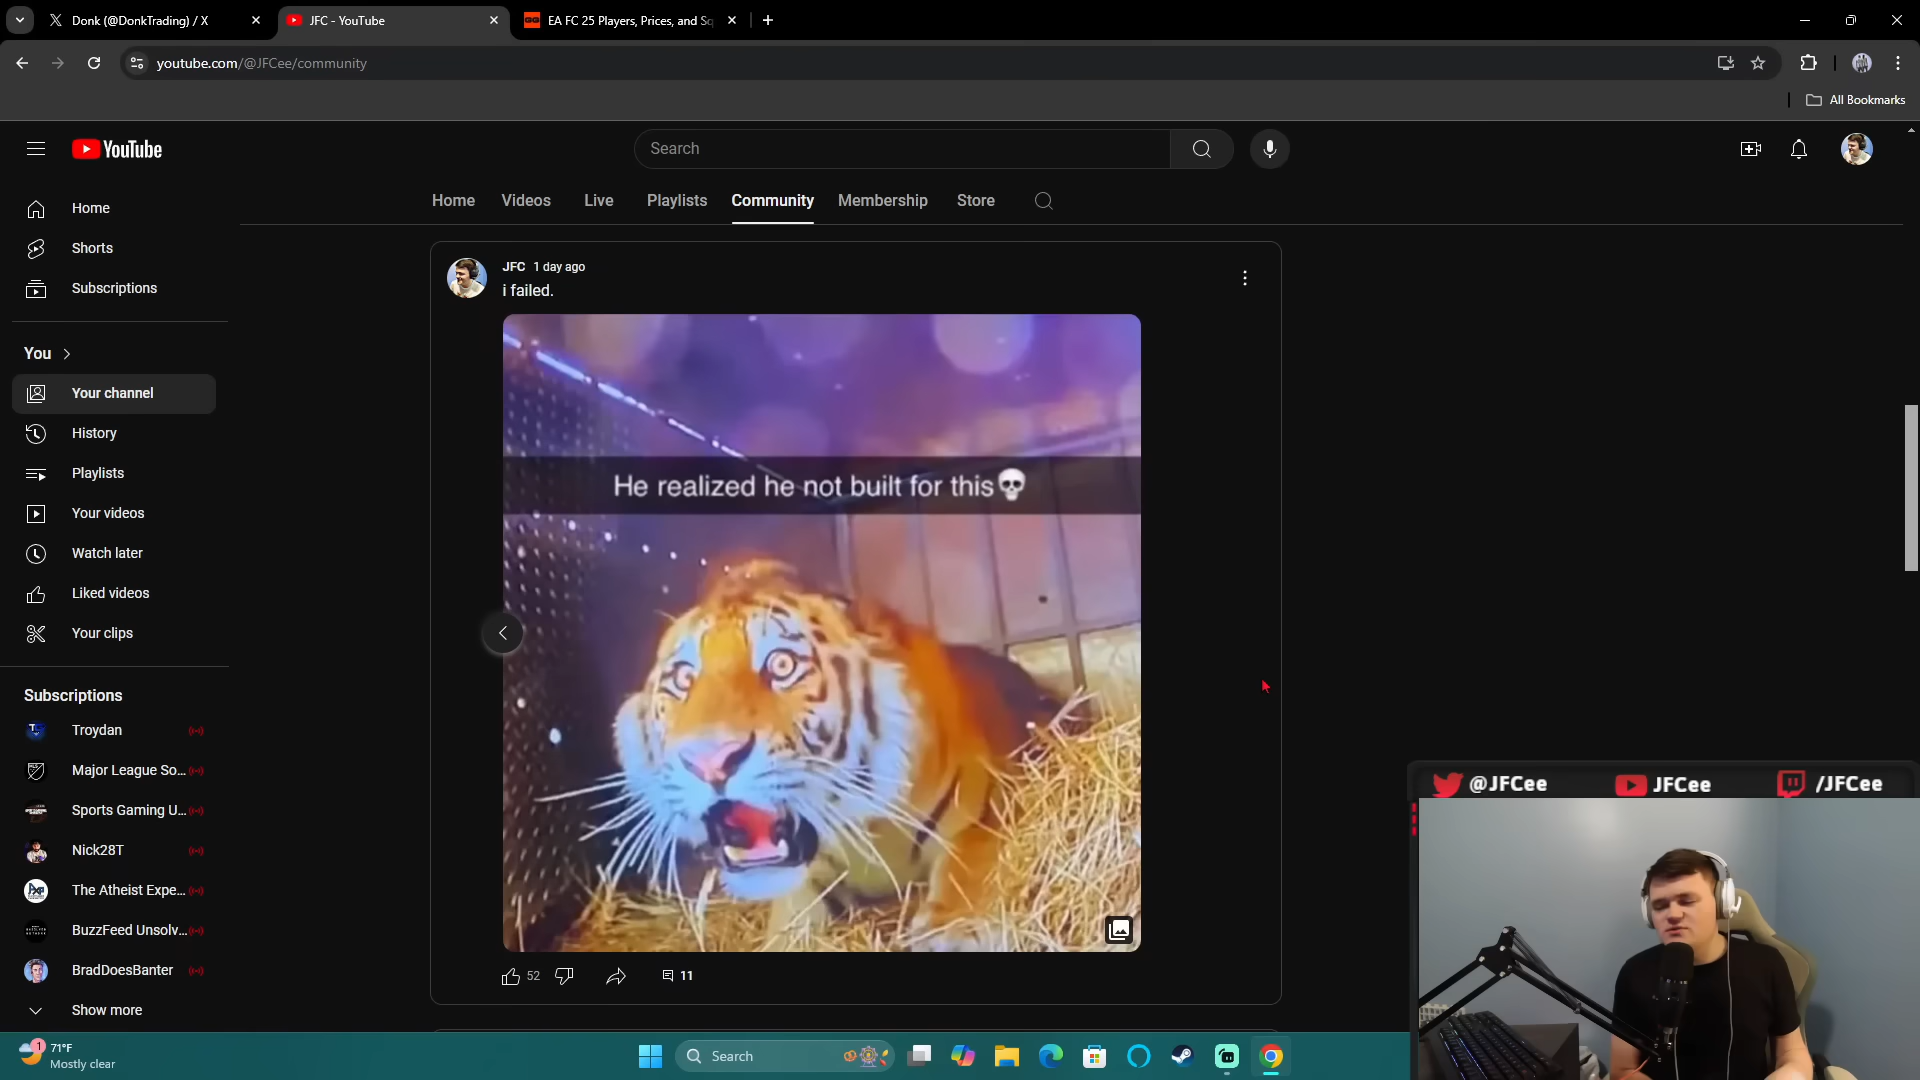 Donk (@DonkTrading) / X
JFC - YouTube
EA FC 25 Players, Prices, and Sq
youtube.com/@JFCee/community
All Bookmarks
YouTube
Search
Home
Videos
Live
Playlists
Community
Membership
Store
Home
Shorts
Subscriptions
You
Your channel
History
Playlists
Your videos
Watch later
Liked videos
Your clips
Subscriptions
Troydan
Major League So...
Sports Gaming U...
Nick28T
The Atheist Expe...
BuzzFeed Unsolv...
BradDoesBanter
Show more
JFC 1 day ago
i failed.
He realized he not built for this💀
52
11
@JFCee
JFCee
/JFCee
1
71°F
Mostly clear
Search